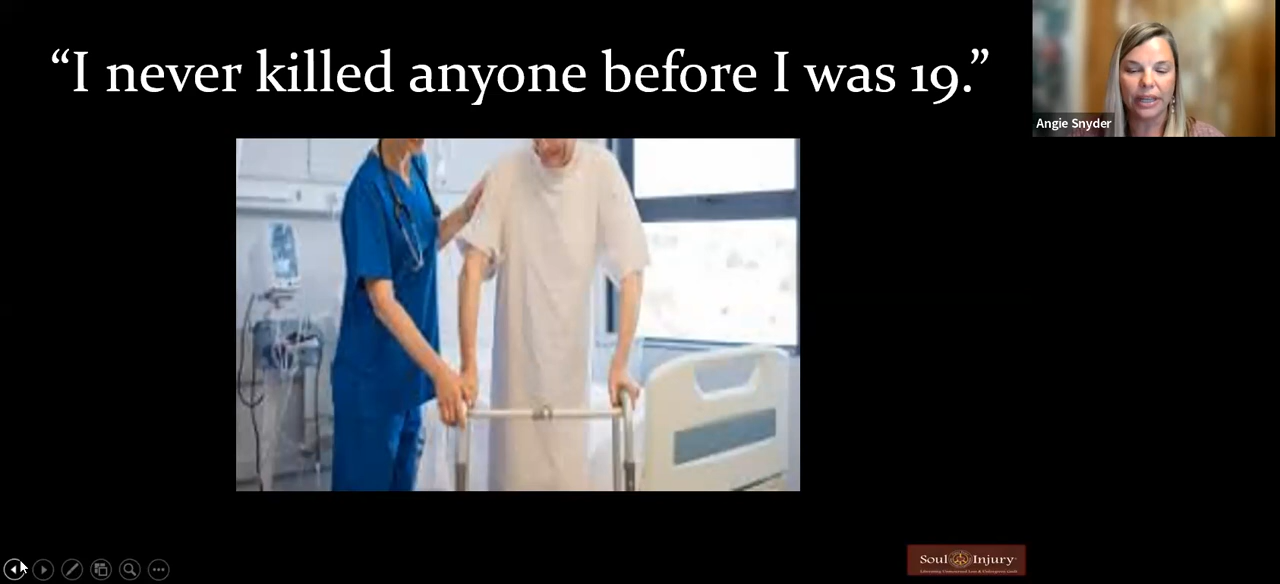 “I never killed anyone before I was 19.”
Angie Snyder
Soul Injury